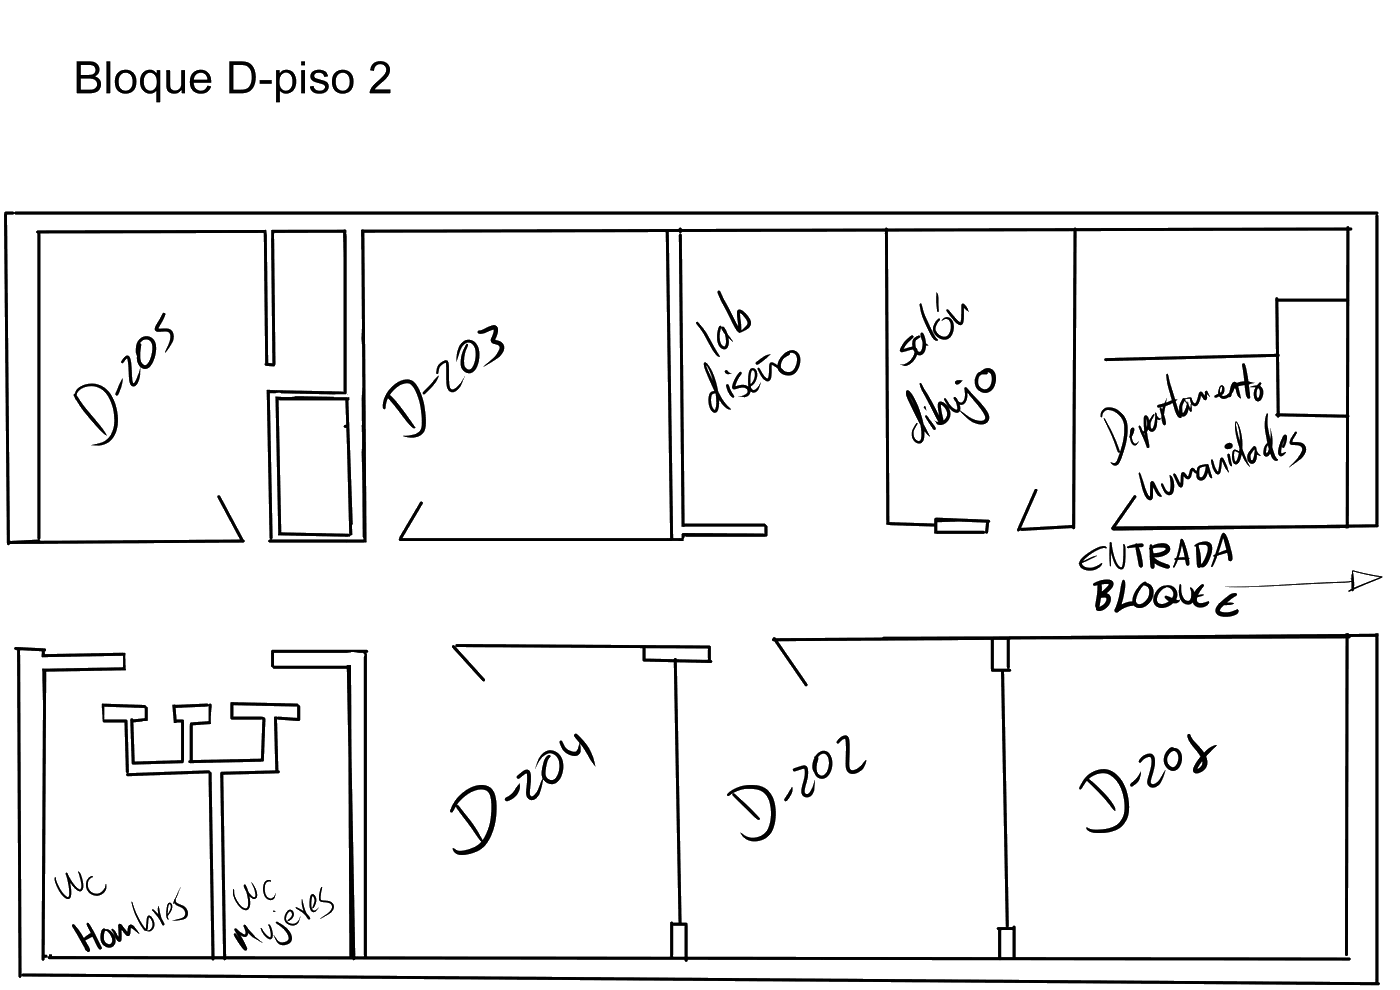 Bloque D-piso 2
D-205
D-203
lab
diseño
salón
dibujo
Departamento
humanidades
ENTRADA
BLOQUE E
D-204
D-202
D-201
WC
Hombres
WC
Mujeres